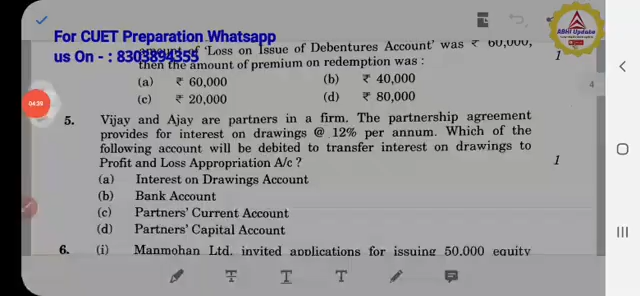 For CUET Preparation Whatsapp
us On - : 8303894355
ABHI Update
amount of 'Loss on Issue of Debentures Account' was ₹ 60,000,
then the amount of premium on redemption was :
1
(a) ₹ 60,000 (b) ₹ 40,000
(c) ₹ 20,000 (d) ₹ 80,000
4
04:39
5. Vijay and Ajay are partners in a firm. The partnership agreement
provides for interest on drawings @ 12% per annum. Which of the
following account will be debited to transfer interest on drawings to
Profit and Loss Appropriation A/c ? 1
(a) Interest on Drawings Account
(b) Bank Account
(c) Partners' Current Account
(d) Partners' Capital Account
6. (i) Manmohan Ltd. invited applications for issuing 50,000 equity
T T T